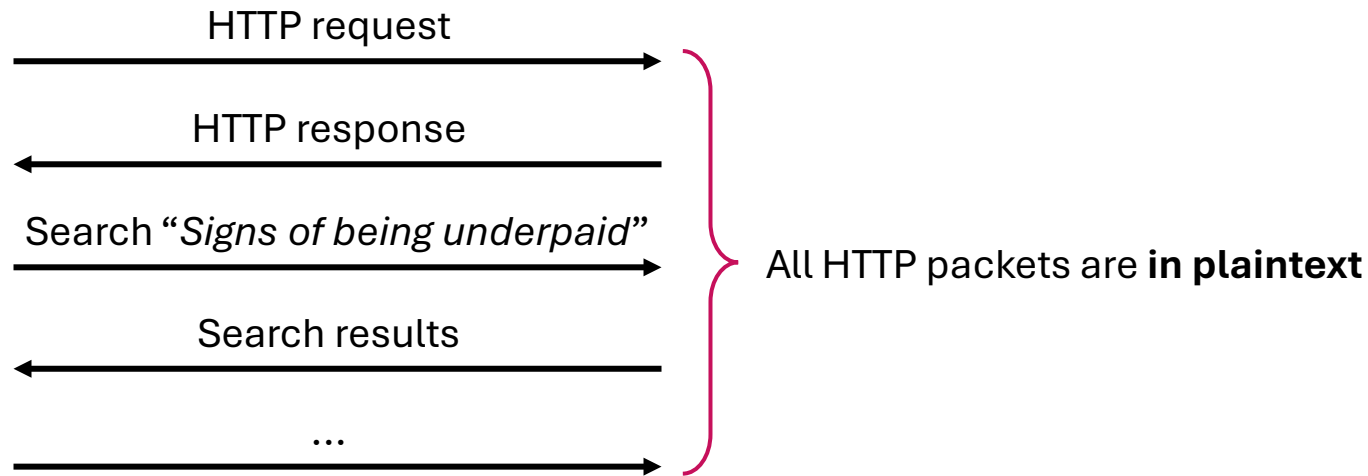 HTTP request
HTTP response
Search “Signs of being underpaid”
All HTTP packets are in plaintext
Search results
...